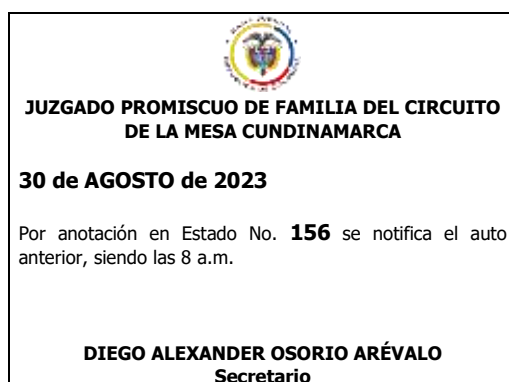 JUZGADO PROMISCUO DE FAMILIA DEL CIRCUITO
DE LA MESA CUNDINAMARCA
30 de AGOSTO de 2023
Por anotación en Estado No. 156 se notifica el auto
anterior, siendo las 8 a.m.
DIEGO ALEXANDER OSORIO ARÉVALO
Secretario